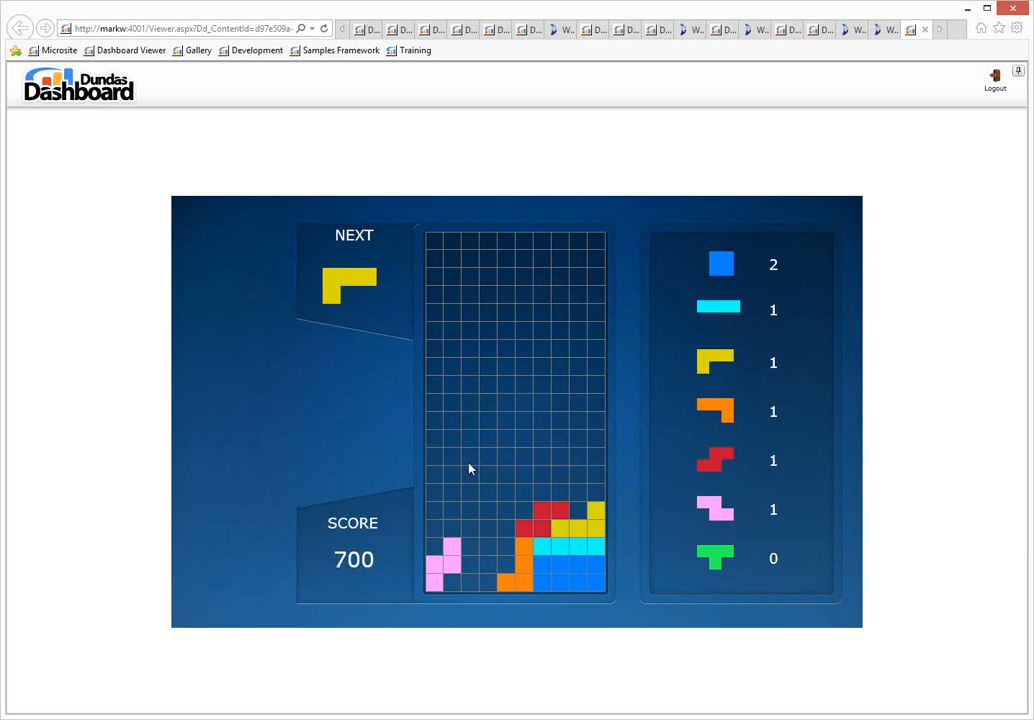 http://markw:4001/Viewer.aspx?Dd_ContentId=d97e509a-
D...
D...
D...
D...
D...
D...
W...
D...
D...
D...
W...
D...
W...
D...
D...
W...
W...
Microsite
Dashboard Viewer
Gallery
Development
Samples Framework
Training
Dundas
Dashboard
Logout
NEXT
2
1
1
1
1
1
0
SCORE
700